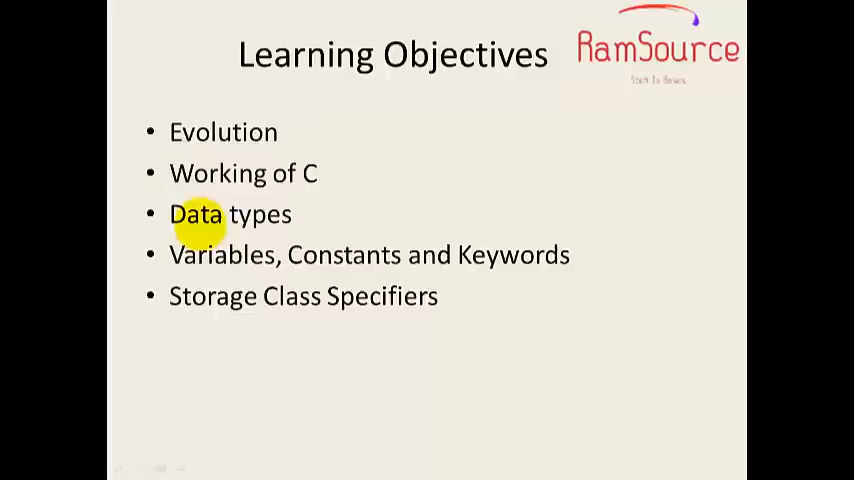 Learning Objectives
RamSource
• Evolution
• Working of C
• Data types
• Variables, Constants and Keywords
• Storage Class Specifiers